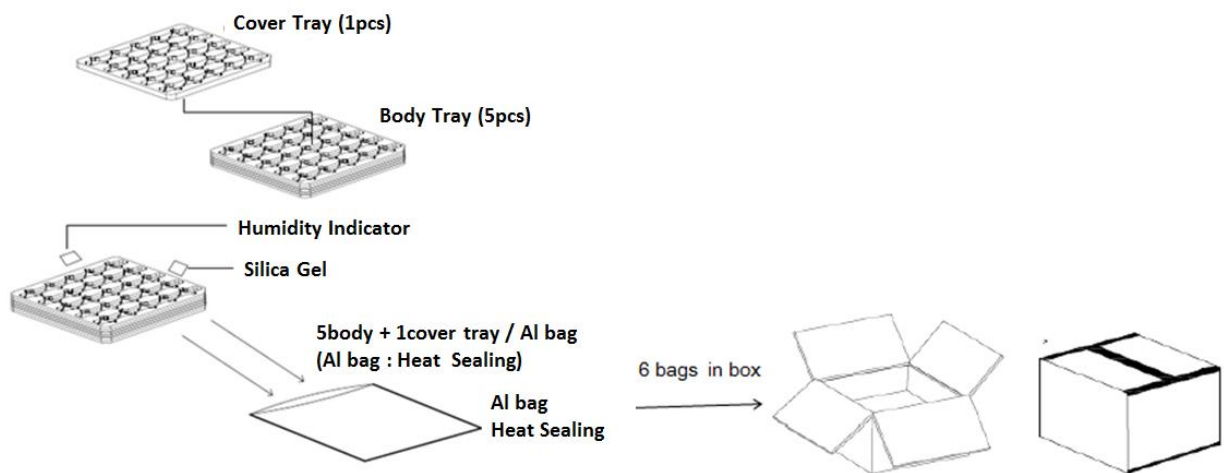 Cover Tray (1pcs)
Body Tray (5pcs)
Humidity Indicator
Silica Gel
5body + 1cover tray / Al bag
(Al bag : Heat Sealing)
Al bag
Heat Sealing
6 bags in box